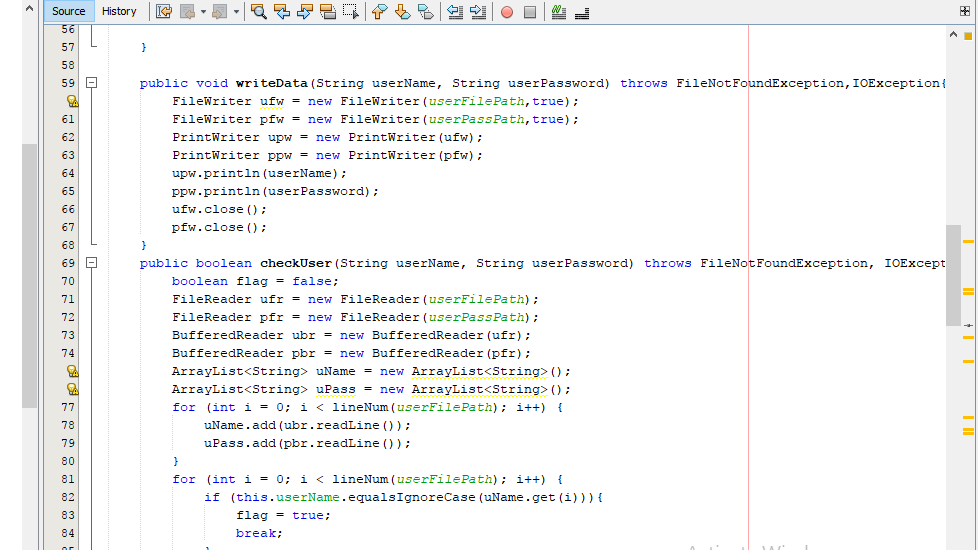 Source History
56
57 }
58
59 public void writeData(String userName, String userPassword) throws FileNotFoundException,IOException{
FileWriter ufw = new FileWriter(userFilePath,true);
61 FileWriter pfw = new FileWriter(userPassPath,true);
62 PrintWriter upw = new PrintWriter(ufw);
63 PrintWriter ppw = new PrintWriter(pfw);
64 upw.println(userName);
65 ppw.println(userPassword);
66 ufw.close();
67 pfw.close();
68 }
69 public boolean checkUser(String userName, String userPassword) throws FileNotFoundException, IOExcept
70 boolean flag = false;
71 FileReader ufr = new FileReader(userFilePath);
72 FileReader pfr = new FileReader(userPassPath);
73 BufferedReader ubr = new BufferedReader(ufr);
74 BufferedReader pbr = new BufferedReader(pfr);
ArrayList<String> uName = new ArrayList<String>();
ArrayList<String> uPass = new ArrayList<String>();
77 for (int i = 0; i < lineNum(userFilePath); i++) {
78 uName.add(ubr.readLine());
79 uPass.add(pbr.readLine());
80 }
81 for (int i = 0; i < lineNum(userFilePath); i++) {
82 if (this.userName.equalsIgnoreCase(uName.get(i))){
83 flag = true;
84 break;